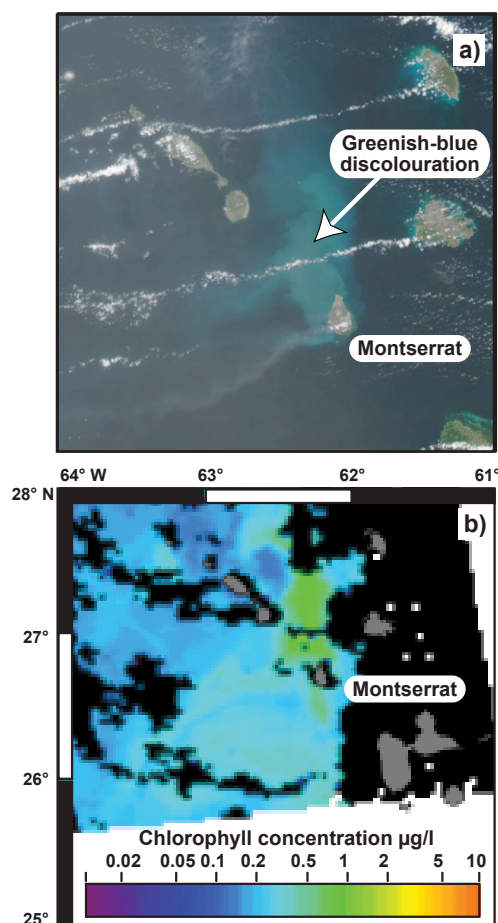 a)
Greenish-blue
discolouration
Montserrat
64° W 63° 62° 61°
28° N
b)
27°
Montserrat
26°
Chlorophyll concentration µg/l
0.02 0.05 0.1 0.2 0.5 1 2 5 10
25°